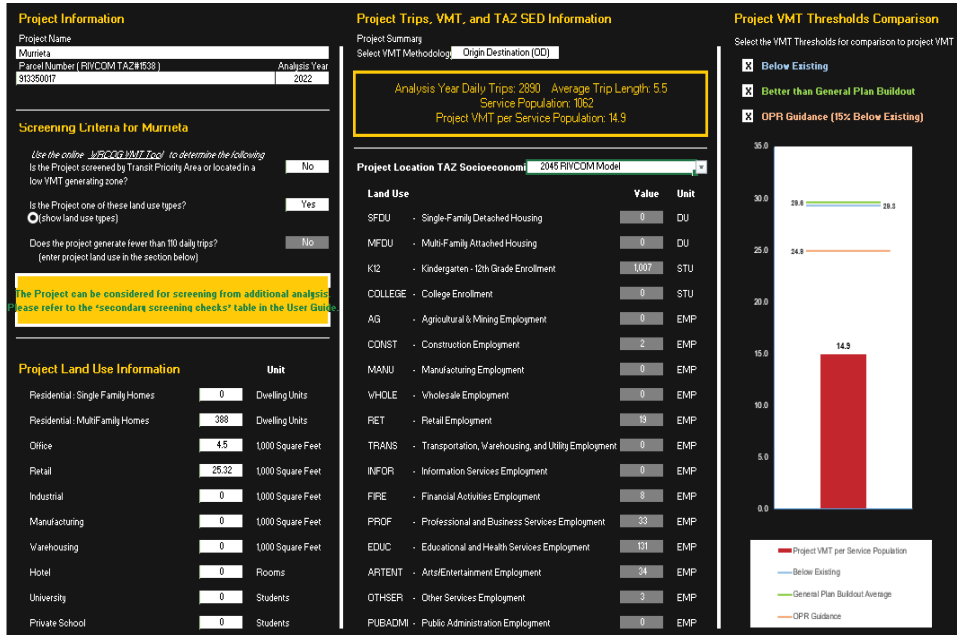 Project Information
Project Name
Murrieta
Parcel Number ( RIVCOM TAZ#1538 ) Analysis Year
913350017 2022
Screening Criteria for Murrieta
Use the online WRCOG VMT Tool to determine the following
Is the Project screened by Transit Priority Area or located in a No
low VMT generating zone?
Is the Project one of these land use types? Yes
(show land use types)
Does the project generate fewer than 110 daily trips? No
(enter project land use in the section below)
The Project can be considered for screening from additional analysis.
Please refer to the "secondary screening checks" table in the User Guide.
Project Land Use Information Unit
Residential : Single Family Homes 0 Dwelling Units
Residential : MultiFamily Homes 388 Dwelling Units
Office 4.5 1,000 Square Feet
Retail 25.32 1,000 Square Feet
Industrial 0 1,000 Square Feet
Manufacturing 0 1,000 Square Feet
Warehousing 0 1,000 Square Feet
Hotel 0 Rooms
University 0 Students
Private School 0 Students
Project Trips, VMT, and TAZ SED Information
Project Summary
Select VMT Methodology Origin Destination (OD)
Analysis Year Daily Trips: 2890 Average Trip Length: 5.5
Service Population: 1062
Project VMT per Service Population: 14.9
Project Location TAZ Socioeconomi 2045 RIVCOM Model
Land Use Value Unit
SFDU - Single-Family Detached Housing 0 DU
MFDU - Multi-Family Attached Housing 0 DU
K12 - Kindergarten - 12th Grade Enrollment 1,007 STU
COLLEGE - College Enrollment 0 STU
AG - Agricultural & Mining Employment 0 EMP
CONST - Construction Employment 2 EMP
MANU - Manufacturing Employment 0 EMP
WHOLE - Wholesale Employment 0 EMP
RET - Retail Employment 19 EMP
TRANS - Transportation, Warehousing, and Utility Employment 0 EMP
INFOR - Information Services Employment 0 EMP
FIRE - Financial Activities Employment 8 EMP
PROF - Professional and Business Services Employment 33 EMP
EDUC - Educational and Health Services Employment 131 EMP
ARTENT - Arts/Entertainment Employment 34 EMP
OTHSER - Other Services Employment 3 EMP
PUBADMI - Public Administration Employment 0 EMP
Project VMT Thresholds Comparison
Select the VMT Thresholds for comparison to project VMT
X Below Existing
X Better than General Plan Buildout
X OPR Guidance (15% Below Existing)
35.0
30.0
29.6 29.3
25.0
24.9
20.0
15.0
14.9
10.0
5.0
0.0
Project VMT per Service Population
Below Existing
General Plan Buildout Average
OPR Guidance